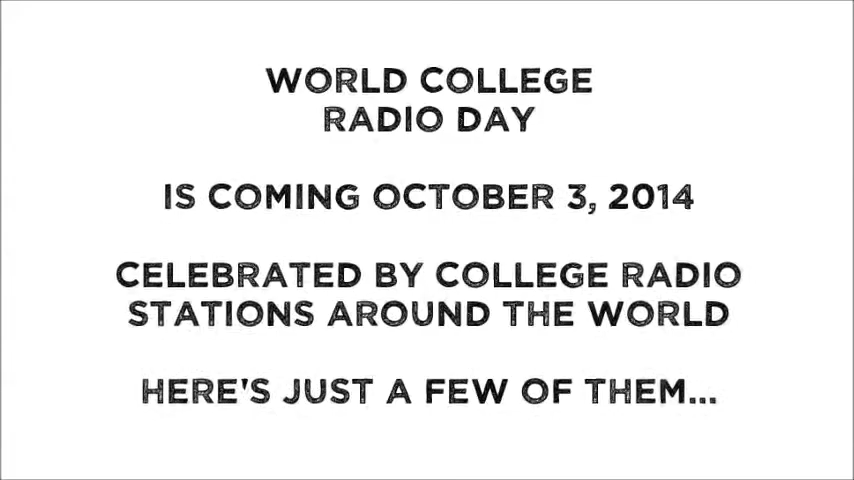 WORLD COLLEGE
RADIO DAY
IS COMING OCTOBER 3, 2014
CELEBRATED BY COLLEGE RADIO
STATIONS AROUND THE WORLD
HERE'S JUST A FEW OF THEM...